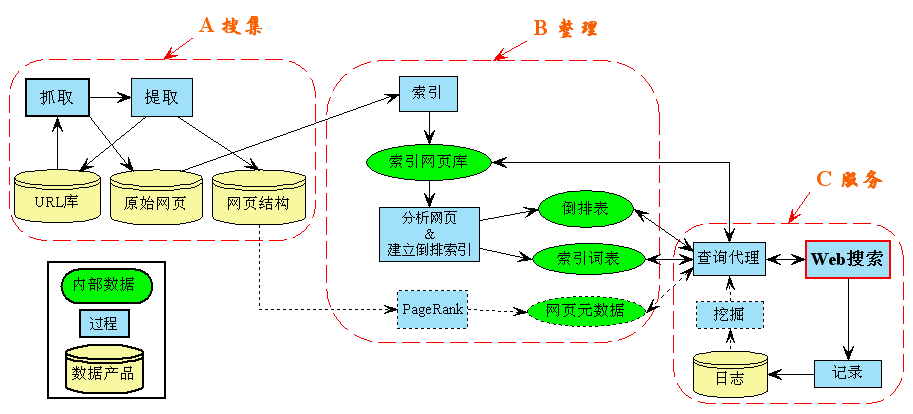 A 搜集
B 整理
C 服务
抓取
提取
URL库
原始网页
网页结构
索引
索引网页库
分析网页
&
建立倒排索引
倒排表
索引词表
PageRank
网页元数据
查询代理
Web搜索
挖掘
日志
记录
内部数据
过程
数据产品